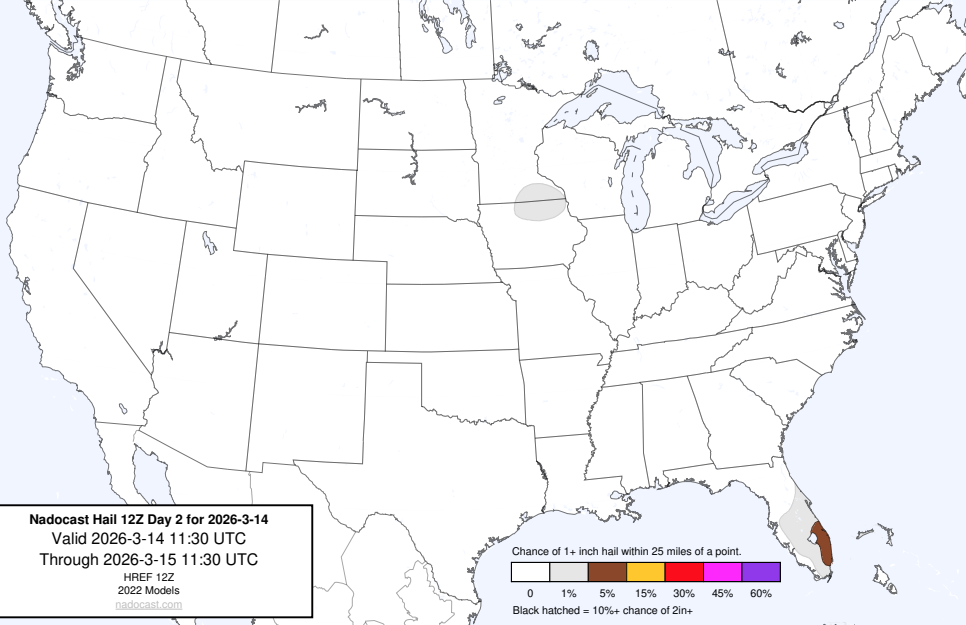 Nadocast Hail 12Z Day 2 for 2026-3-14
Valid 2026-3-14 11:30 UTC
Through 2026-3-15 11:30 UTC
HREF 12Z
2022 Models
nadocast.com
Chance of 1+ inch hail within 25 miles of a point.
0 1% 5% 15% 30% 45% 60%
Black hatched = 10%+ chance of 2in+